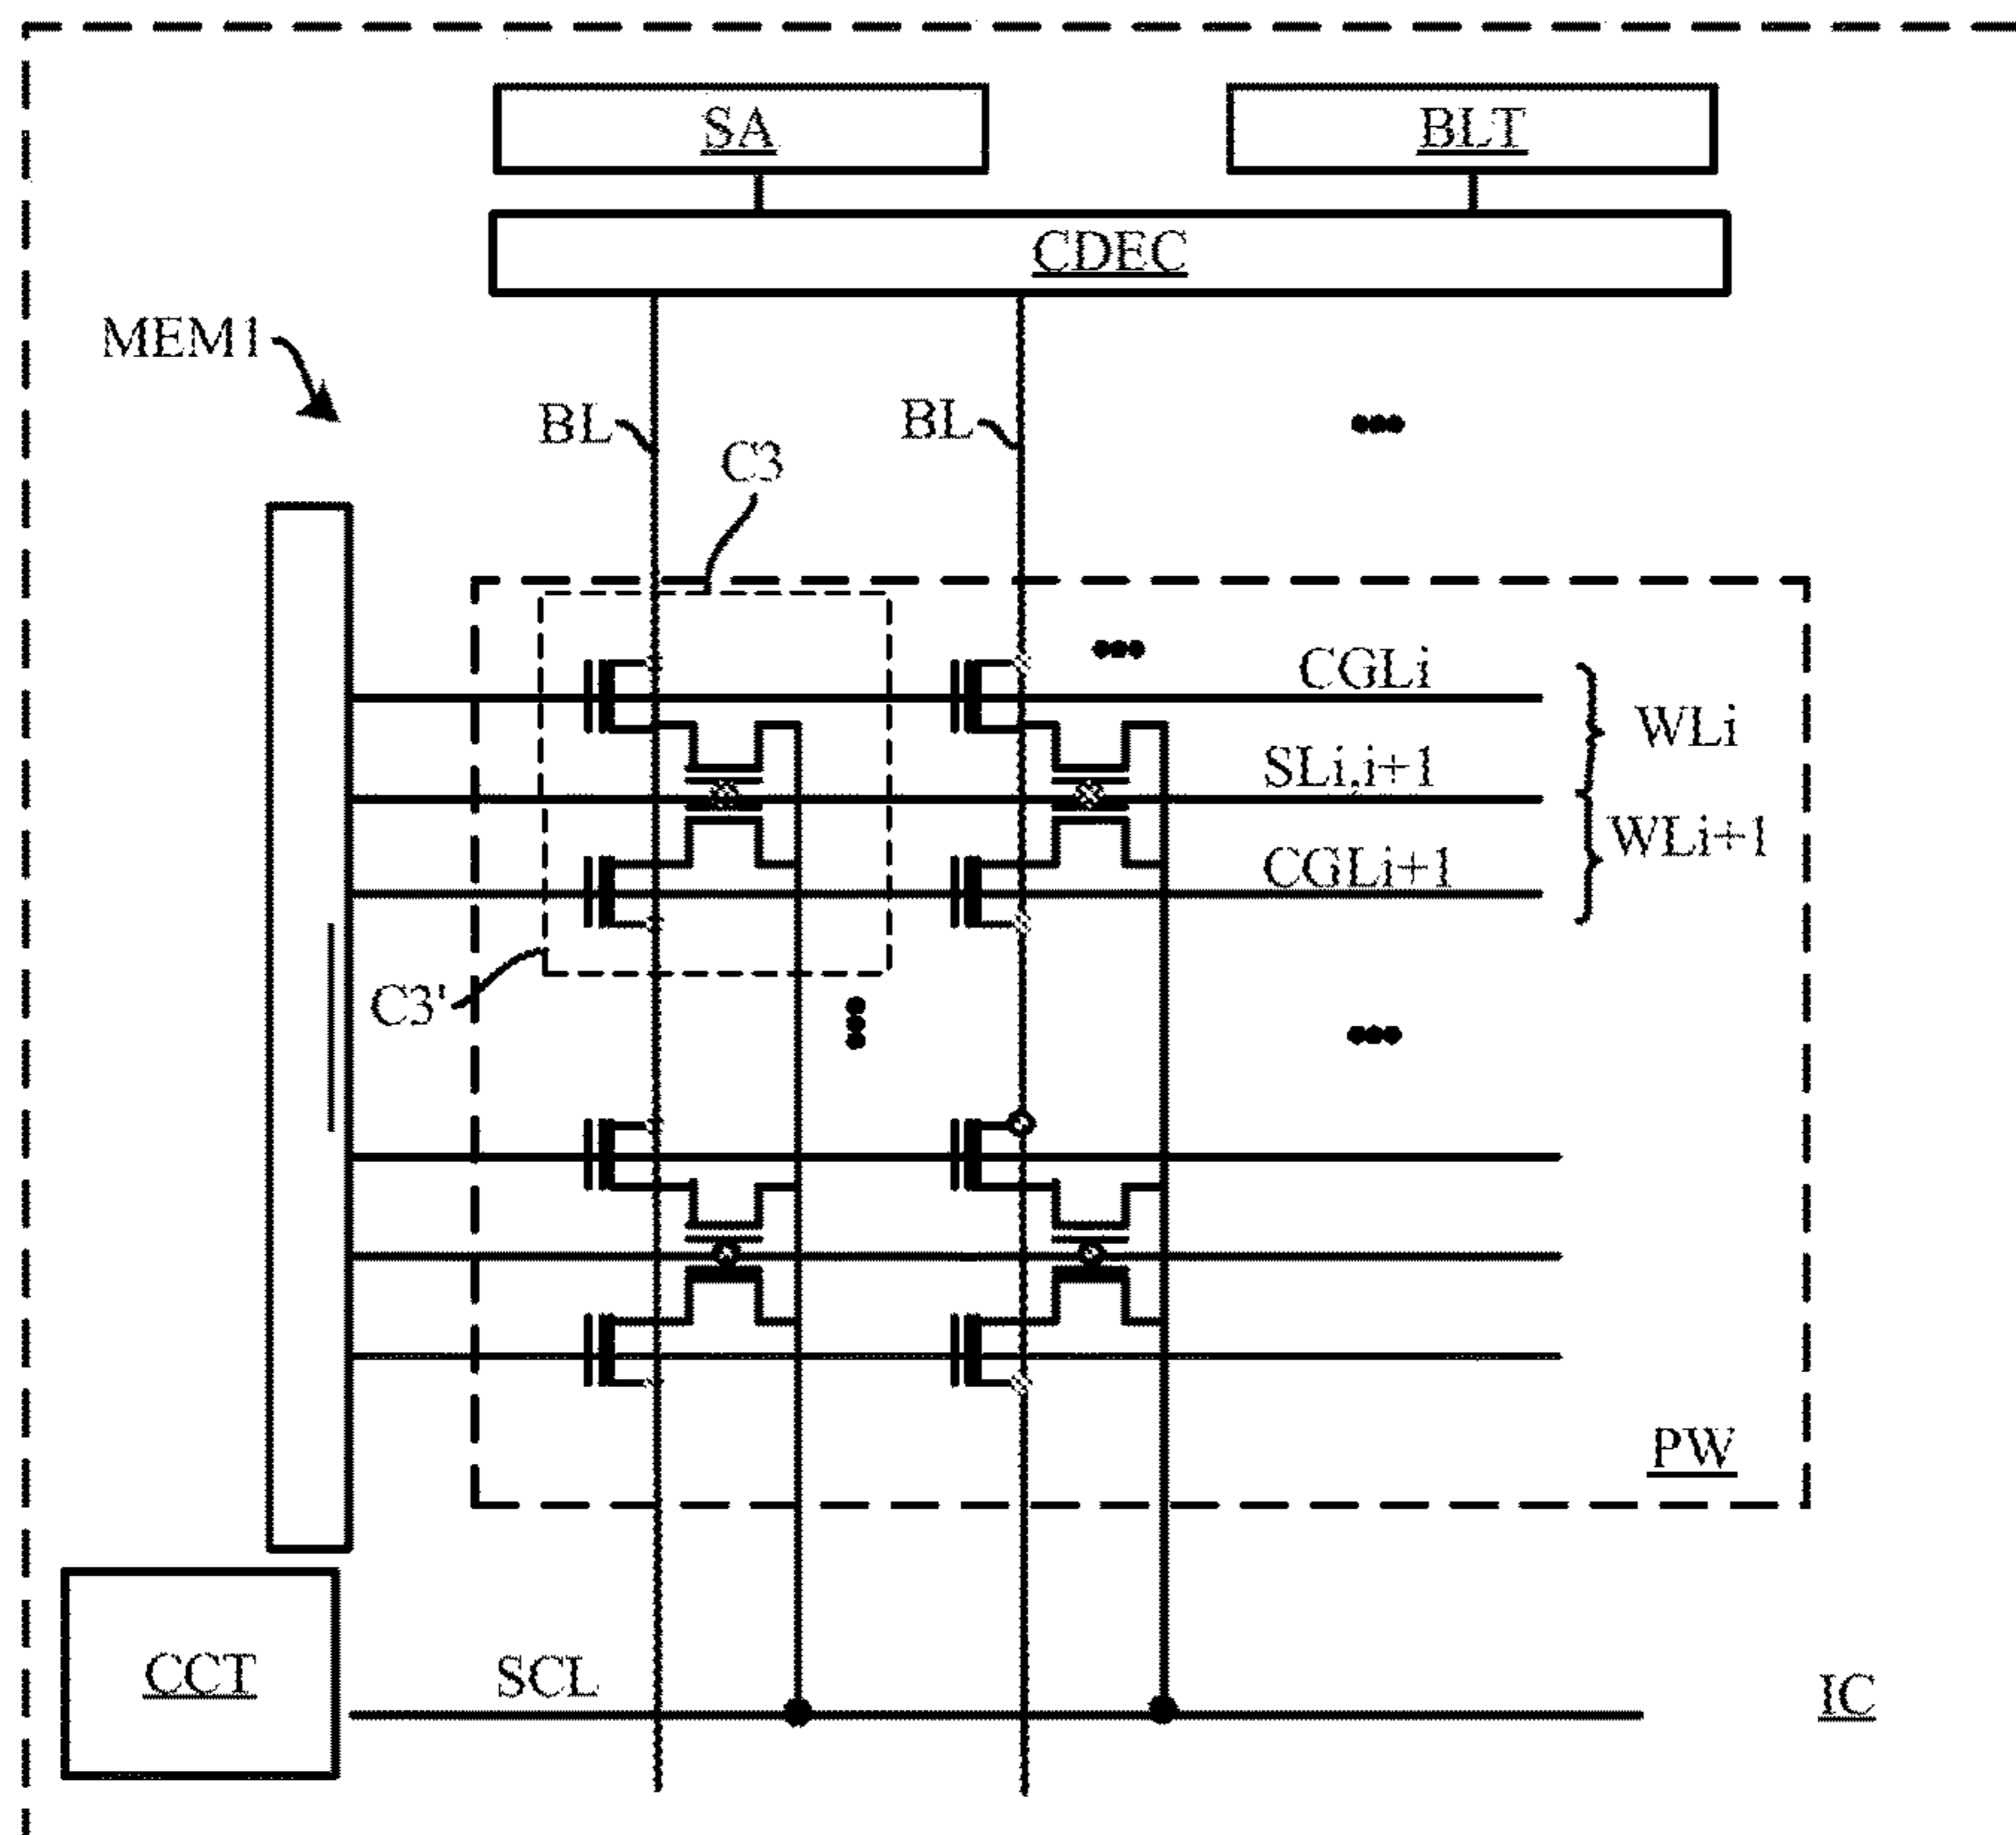 SA
BLT
CDEC
MEM1
BL
BL
C3
CGLi
WLi
SLi,i+1
WLi+1
CGLi+1
C3'
PW
CCT
SCL
IC